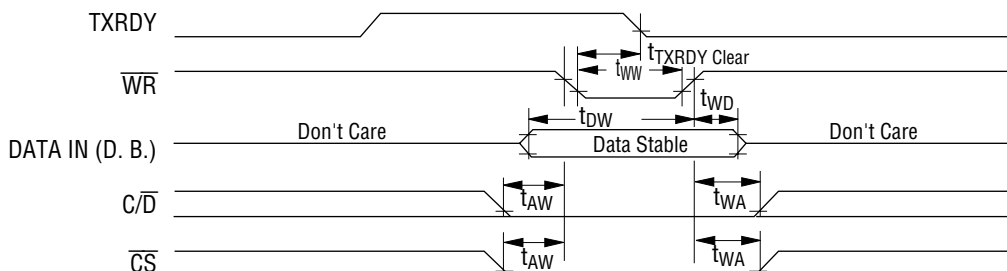 TXRDY
tTXRDY Clear
WR
tWW
tWD
tDW
DATA IN (D. B.)
Don't Care
Data Stable
Don't Care
C/D
tAW
tWA
CS
tAW
tWA